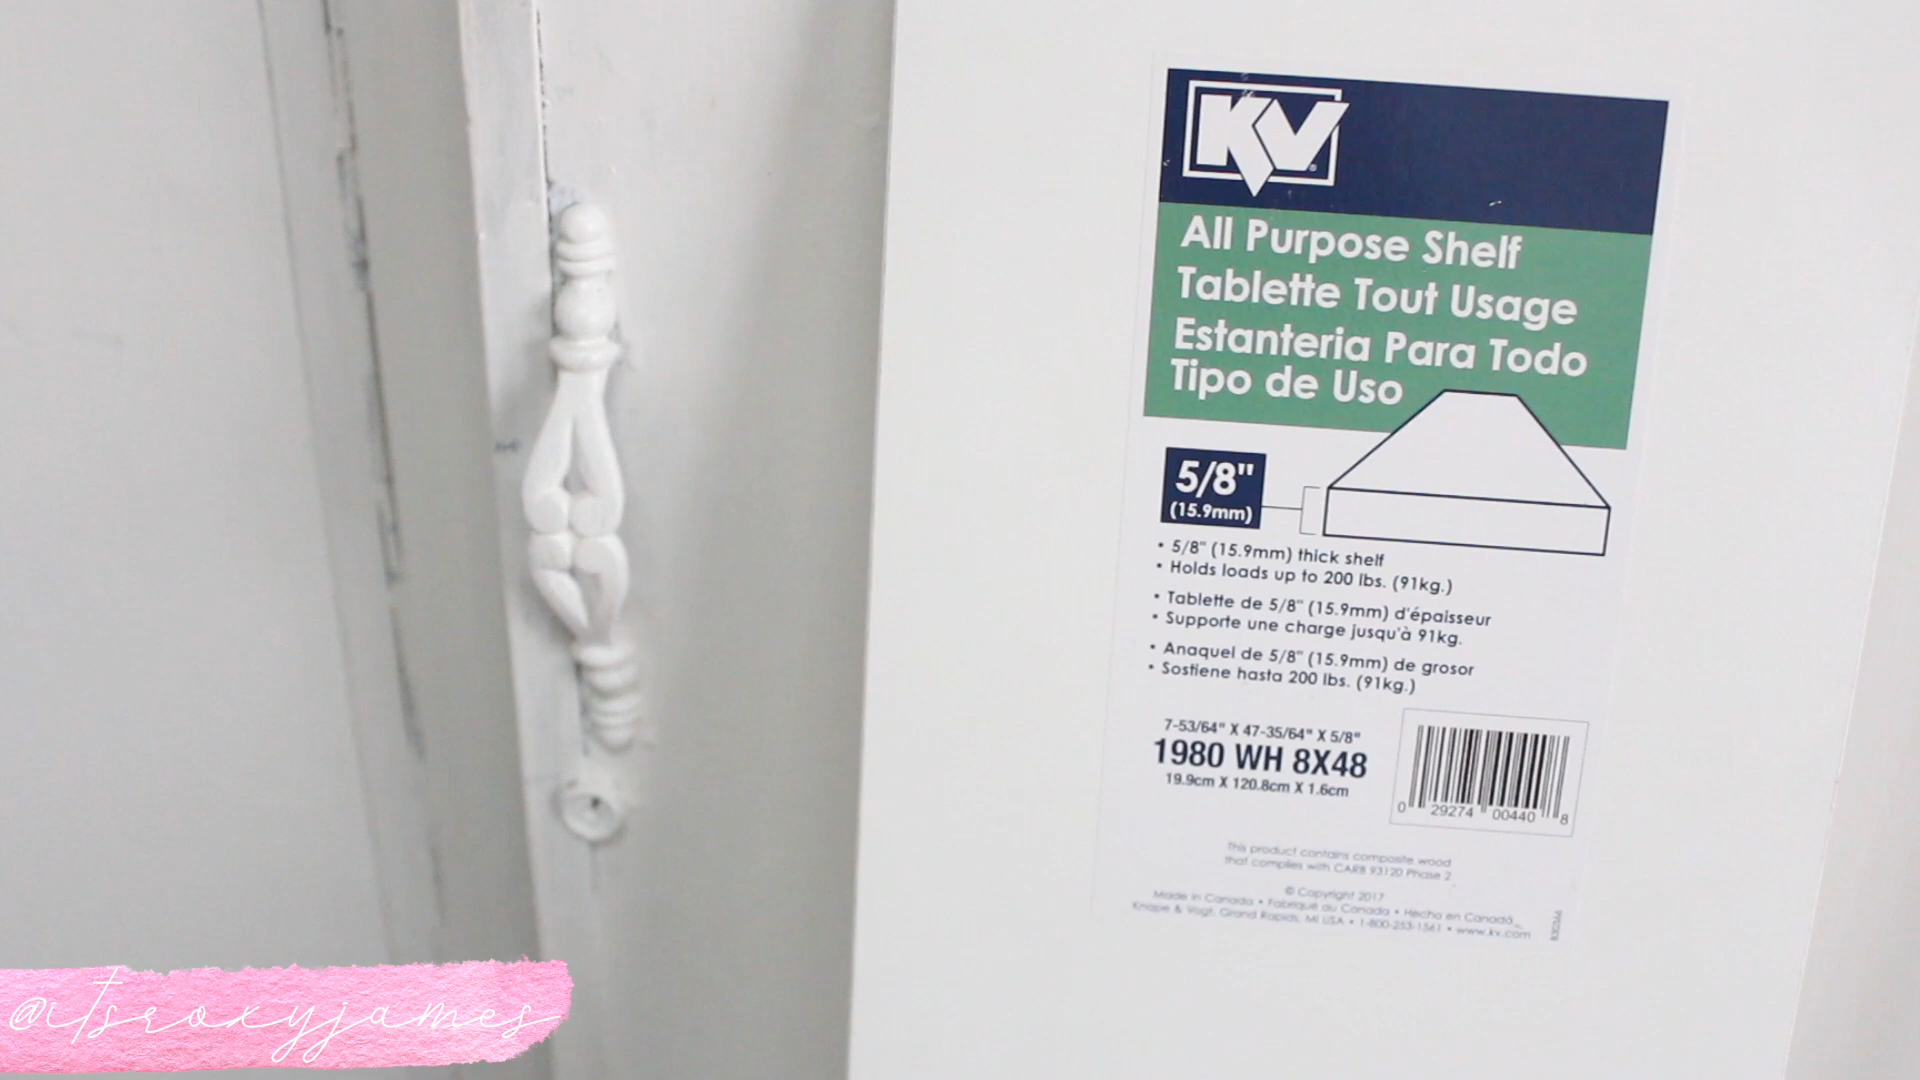 KV
All Purpose Shelf
Tablette Tout Usage
Estanteria Para Todo
Tipo de Uso
5/8"
(15.9mm)
• 5/8" (15.9mm) thick shelf
• Holds loads up to 200 lbs. (91kg.)
• Tablette de 5/8" (15.9mm) d'épaisseur
• Supporte une charge jusqu'à 91kg.
• Anaquel de 5/8" (15.9mm) de grosor
• Sostiene hasta 200 lbs. (91kg.)
7-53/64" X 47-35/64" X 5/8"
1980 WH 8X48
19.9cm X 120.8cm X 1.6cm
0 29274 00440 8
This product contains composite wood
that complies with CARB 93120 Phase 2
© Copyright 2017
Made in Canada • Fabriqué au Canada • Hecho en Canadá
Knape & Vogt, Grand Rapids, MI USA • 1-800-253-1561 • www.kv.com
@itsroxyjames